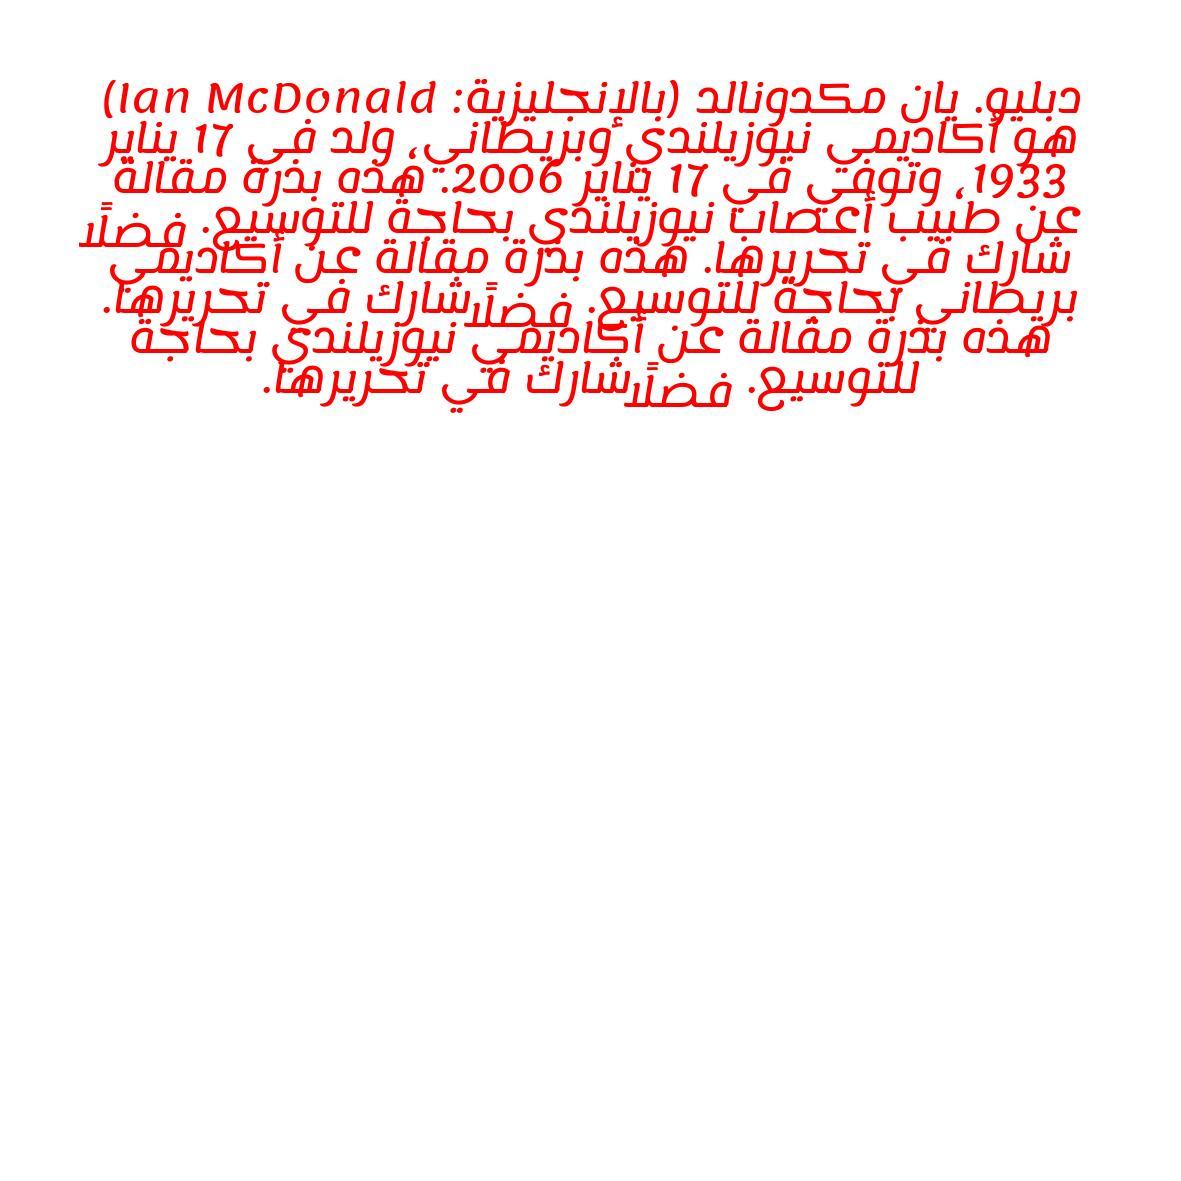 دبليو. يان مكدونالد (بالإنجليزية: Ian McDonald)
هو أكاديمي نيوزيلندي وبريطاني، ولد في 17 يناير
1933، وتوفي في 17 يناير 2006. هذه بذرة مقالة
عن طبيب أعصاب نيوزيلندي بحاجة للتوسيع. فضلًا
شارك في تحريرها. هذه بذرة مقالة عن أكاديمي
بريطاني بحاجة للتوسيع. فضلًا شارك في تحريرها.
هذه بذرة مقالة عن أكاديمي نيوزيلندي بحاجة
للتوسيع. فضلًا شارك في تحريرها.